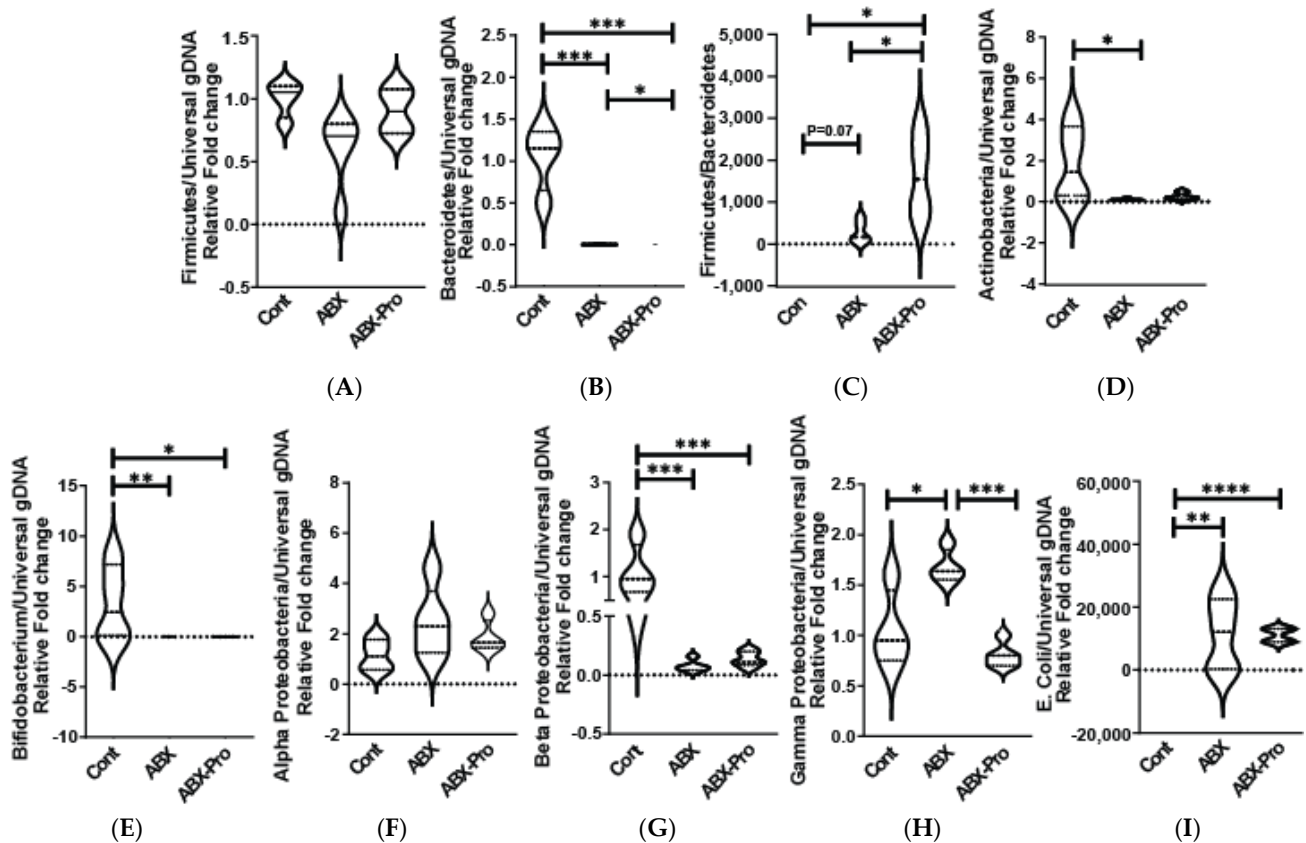 Firmicutes/Universal gDNA
Relative Fold change
1.5
1.0
0.5
0.0
-0.5
Cont
ABX
ABX-Pro
(A)
Bacteroidetes/Universal gDNA
Relative Fold change
2.5
2.0
1.5
1.0
0.5
0.0
-0.5
***
***
*
Cont
ABX
ABX-Pro
(B)
Firmicutes/Bacteroidetes
5,000
4,000
3,000
2,000
1,000
0
-1,000
*
*
P=0.07
Con
ABX
ABX-Pro
(C)
Actinobacteria/Universal gDNA
Relative Fold change
8
6
4
2
0
2
4
*
Cont
ABX
ABX-Pro
(D)
Bifidobacterium/Universal gDNA
Relative Fold change
15
10
5
0
-5
-10
*
**
Cont
ABX
ABX-Pro
(E)
Alpha Proteobacteria/Universal gDNA
Relative Fold change
8
6
4
2
0
2
Cont
ABX
ABX-Pro
(F)
Beta Proteobacteria/Universal gDNA
Relative Fold change
3
2
1
0.5
0.0
-0.5
***
***
Cont
ABX
ABX-Pro
(G)
Gamma Proteobacteria/Universal gDNA
Relative Fold change
2.5
2.0
1.5
1.0
0.5
0.0
*
***
Cont
ABX
ABX-Pro
(H)
E. Coli/Universal gDNA
Relative Fold change
60,000
40,000
20,000
0
-20,000
****
**
Cont
ABX
ABX-Pro
(I)